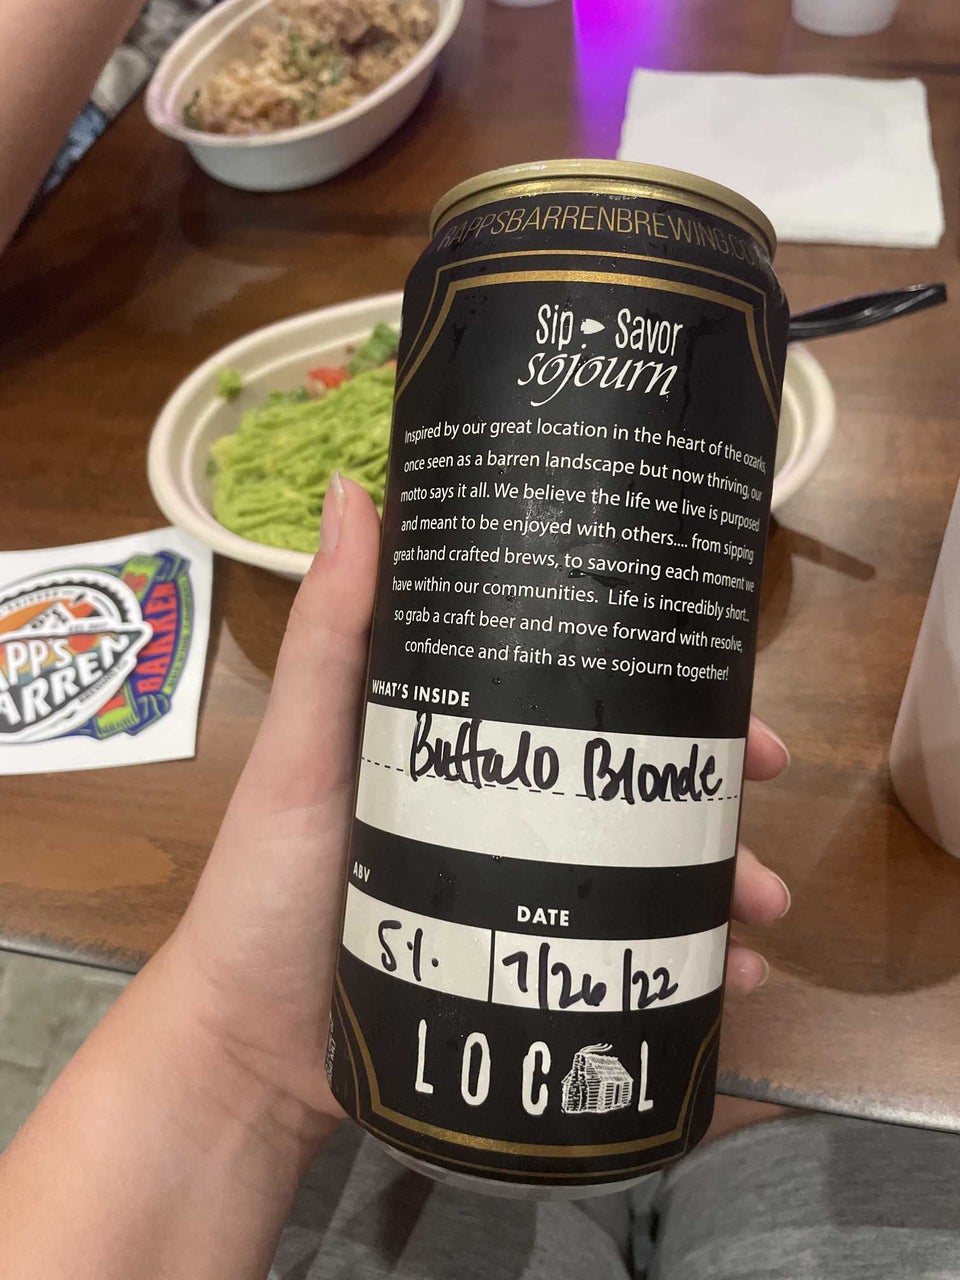 RAPPSBARRENBREWING.CO
Sip Savor
sojourn
Inspired by our great location in the heart of the ozarks,
once seen as a barren landscape but now thriving, our
motto says it all. We believe the life we live is purposed
and meant to be enjoyed with others.... from sipping
great hand crafted brews, to savoring each moment we
have within our communities. Life is incredibly short...
so grab a craft beer and move forward with resolve,
confidence and faith as we sojourn together!
WHAT'S INSIDE
Buffalo Blonde
ABV
DATE
5%
7/26/22
LOCAL
PP'S
ARREN
BARREN